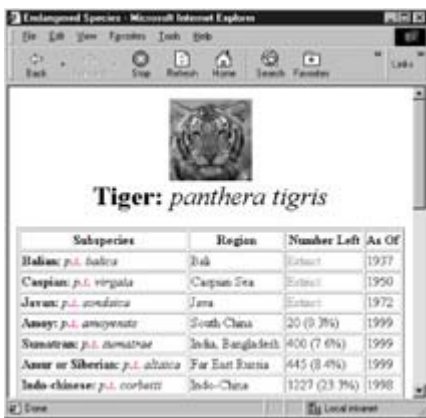 Endangered Species - Microsoft Internet Explorer
File Edit View Favorites Tools Help
Back Stop Refresh Home Search Favorites Links
Tiger: panthera tigris
Subspecies Region Number Left As Of
Balian: p.t. balica Bali Extinct 1937
Caspian: p.t. virgata Caspian Sea Extinct 1950
Javan: p.t. sondaica Java Extinct 1972
Amoy: p.t. amoyensis South China 20 (0.3%) 1999
Sumatran: p.t. sumatrae India, Bangladesh 400 (7.6%) 1999
Amur or Siberian: p.t. altaica Far East Russia 445 (8.4%) 1999
Indo-chinese: p.t. corbetti Indo-China 1227 (23.3%) 1998
Done Local intranet